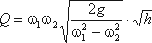 Q = ω₁ω₂ √(2g / (ω₁² − ω₂²)) · √h